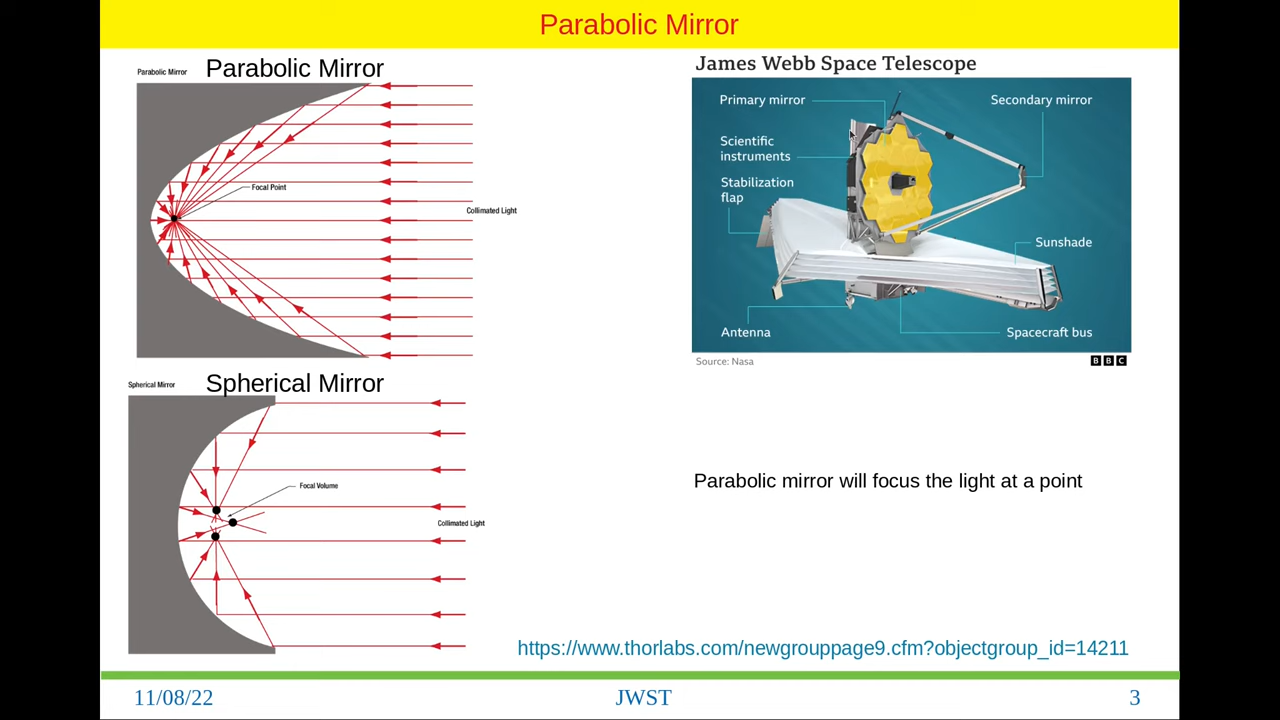 Parabolic Mirror
Parabolic Mirror
Parabolic Mirror
Focal Point
Collimated Light
Spherical Mirror
Spherical Mirror
Focal Volume
Collimated Light
James Webb Space Telescope
Primary mirror
Secondary mirror
Scientific
instruments
Stabilization
flap
Sunshade
Antenna
Spacecraft bus
Source: Nasa
BBC
Parabolic mirror will focus the light at a point
https://www.thorlabs.com/newgrouppage9.cfm?objectgroup_id=14211
11/08/22
JWST
3